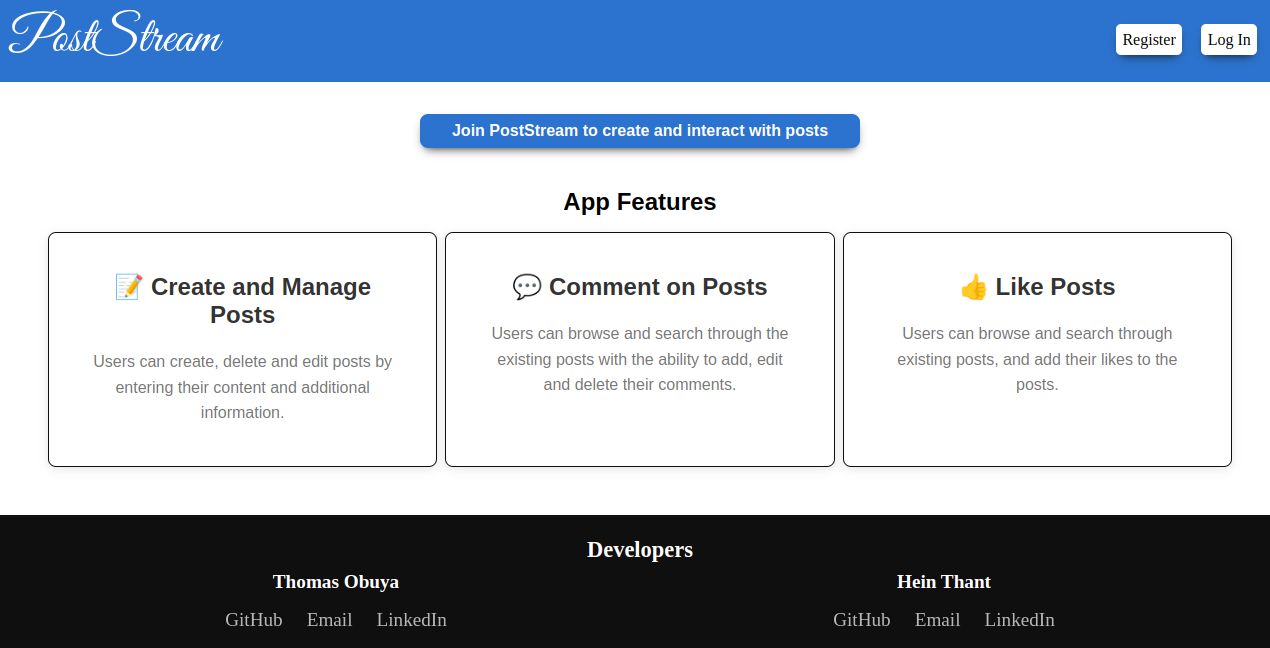 PostStream
Register
Log In
Join PostStream to create and interact with posts
App Features
📝 Create and Manage
Posts
Users can create, delete and edit posts by
entering their content and additional
information.
💬 Comment on Posts
Users can browse and search through the
existing posts with the ability to add, edit
and delete their comments.
👍 Like Posts
Users can browse and search through
existing posts, and add their likes to the
posts.
Developers
Thomas Obuya
GitHub Email LinkedIn
Hein Thant
GitHub Email LinkedIn